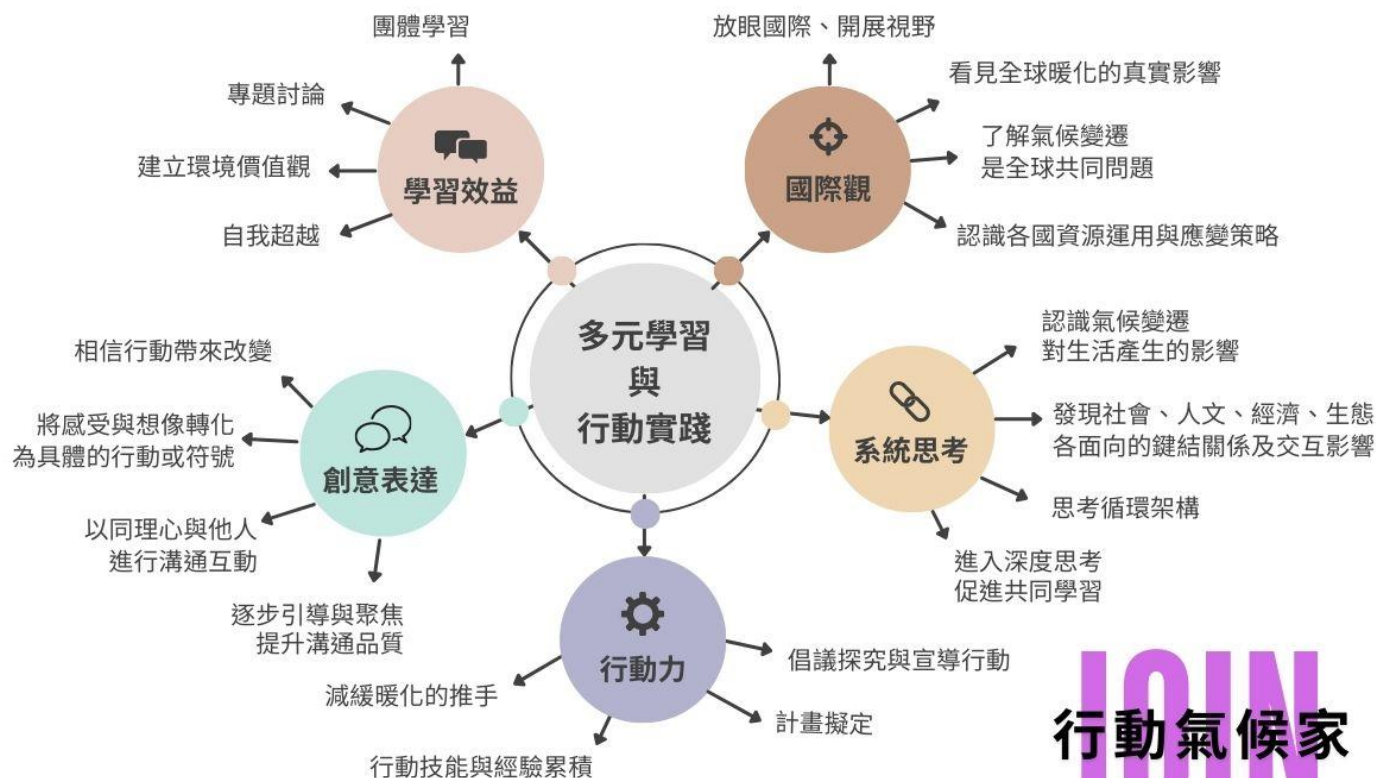 團體學習
專題討論
建立環境價值觀
自我超越
學習效益
放眼國際、開展視野
看見全球暖化的真實影響
了解氣候變遷
是全球共同問題
認識各國資源運用與應變策略
國際觀
多元學習
與
行動實踐
認識氣候變遷
對生活產生的影響
發現社會、人文、經濟、生態
各面向的鍵結關係及交互影響
思考循環架構
進入深度思考
促進共同學習
系統思考
相信行動帶來改變
將感受與想像轉化
為具體的行動或符號
以同理心與他人
進行溝通互動
逐步引導與聚焦
提升溝通品質
創意表達
行動力
減緩暖化的推手
行動技能與經驗累積
倡議探究與宣導行動
計畫擬定
JOIN
行動氣候家